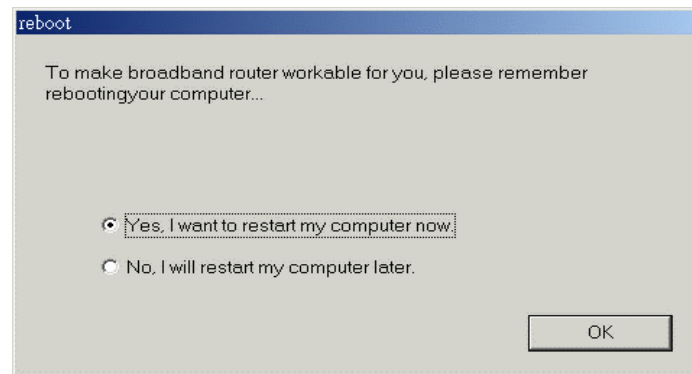 reboot
To make broadband router workable for you, please remember
rebootingyour computer...
Yes, I want to restart my computer now.
No, I will restart my computer later.
OK